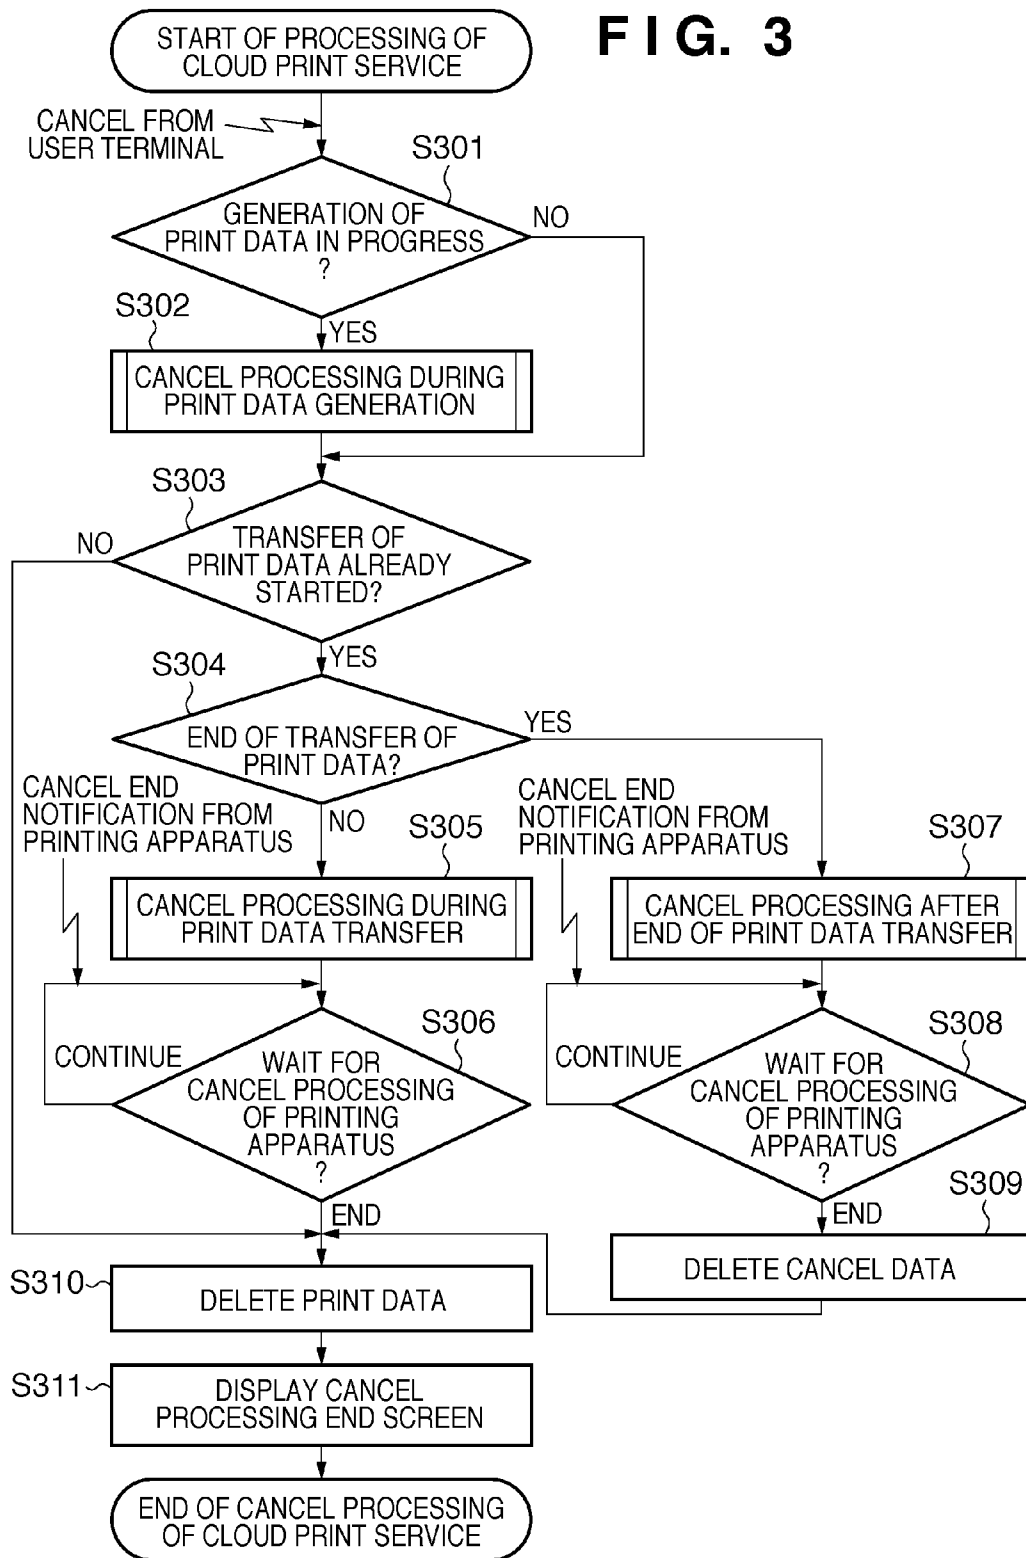 FIG. 3
START OF PROCESSING OF
CLOUD PRINT SERVICE
CANCEL FROM
USER TERMINAL
S301
GENERATION OF
PRINT DATA IN PROGRESS
?
NO
S302
YES
CANCEL PROCESSING DURING
PRINT DATA GENERATION
S303
NO
TRANSFER OF
PRINT DATA ALREADY
STARTED?
YES
S304
END OF TRANSFER OF
PRINT DATA?
YES
CANCEL END
NOTIFICATION FROM
PRINTING APPARATUS
NO
S305
CANCEL END
NOTIFICATION FROM
PRINTING APPARATUS
S307
CANCEL PROCESSING DURING
PRINT DATA TRANSFER
CANCEL PROCESSING AFTER
END OF PRINT DATA TRANSFER
S306
CONTINUE
WAIT FOR
CANCEL PROCESSING
OF PRINTING
APPARATUS
?
END
S308
CONTINUE
WAIT FOR
CANCEL PROCESSING
OF PRINTING
APPARATUS
?
END
S309
DELETE CANCEL DATA
S310
DELETE PRINT DATA
S311
DISPLAY CANCEL
PROCESSING END SCREEN
END OF CANCEL PROCESSING
OF CLOUD PRINT SERVICE